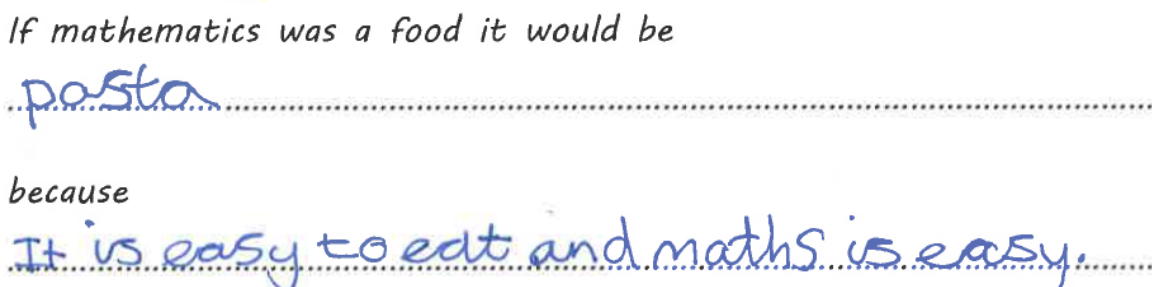 If mathematics was a food it would be
pasta
because
It is easy to eat and maths is easy.